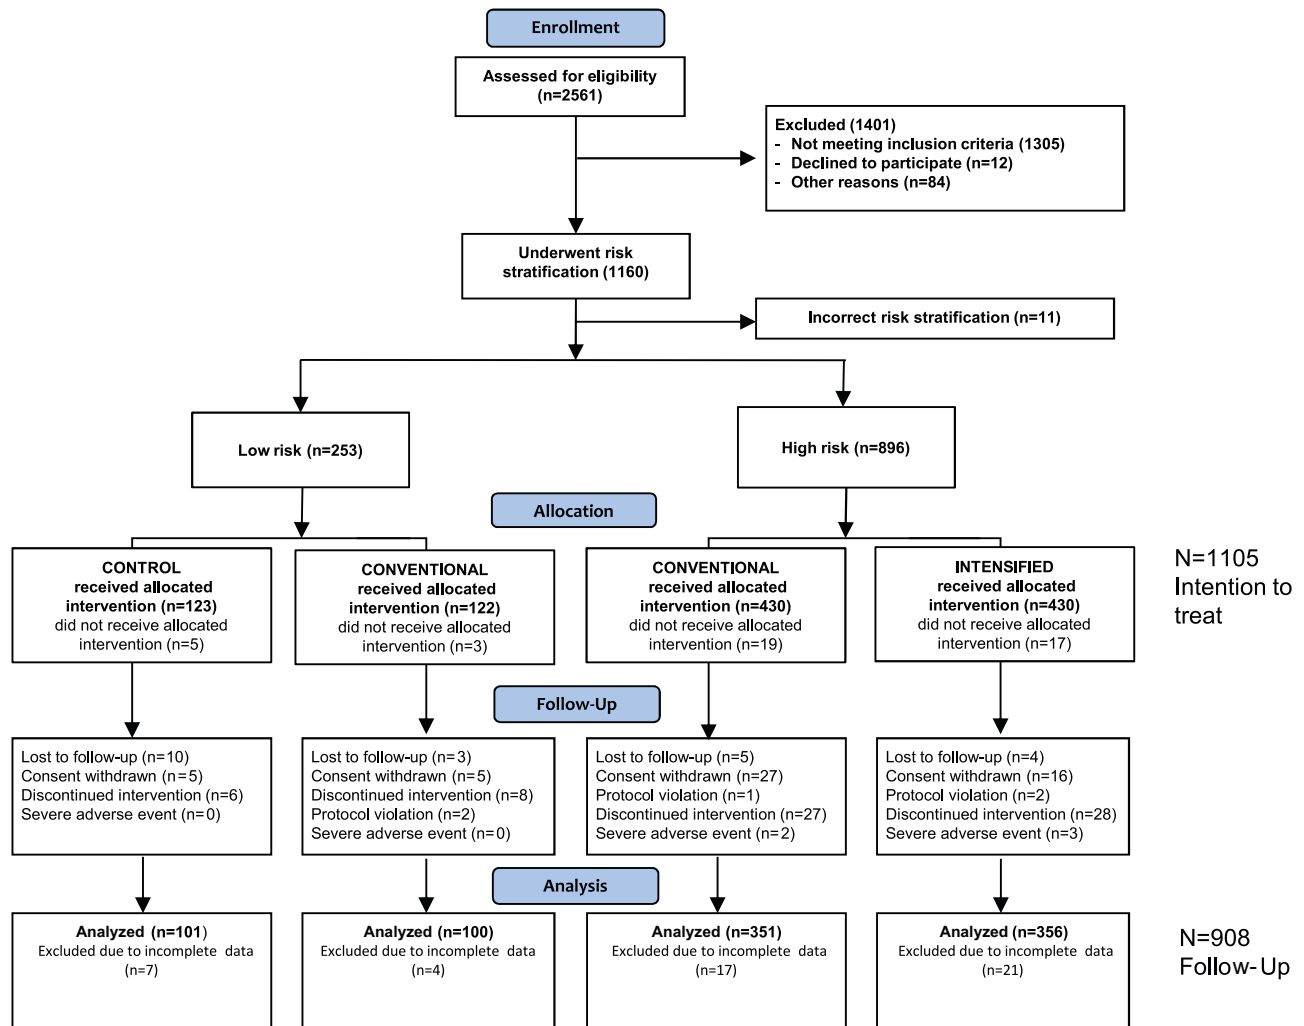 Enrollment
Assessed for eligibility
(n=2561)
Excluded (1401)
- Not meeting inclusion criteria (1305)
- Declined to participate (n=12)
- Other reasons (n=84)
Underwent risk
stratification (1160)
Incorrect risk stratification (n=11)
Low risk (n=253)
High risk (n=896)
Allocation
CONTROL
received allocated
intervention (n=123)
did not receive allocated
intervention (n=5)
CONVENTIONAL
received allocated
intervention (n=122)
did not receive allocated
intervention (n=3)
CONVENTIONAL
received allocated
intervention (n=430)
did not receive allocated
intervention (n=19)
INTENSIFIED
received allocated
intervention (n=430)
did not receive allocated
intervention (n=17)
N=1105
Intention to
treat
Follow-Up
Lost to follow-up (n=10)
Consent withdrawn (n=5)
Discontinued intervention (n=6)
Severe adverse event (n=0)
Lost to follow-up (n=3)
Consent withdrawn (n=5)
Discontinued intervention (n=8)
Protocol violation (n=2)
Severe adverse event (n=0)
Lost to follow-up (n=5)
Consent withdrawn (n=27)
Protocol violation (n=1)
Discontinued intervention (n=27)
Severe adverse event (n=2)
Lost to follow-up (n=4)
Consent withdrawn (n=16)
Protocol violation (n=2)
Discontinued intervention (n=28)
Severe adverse event (n=3)
Analysis
Analyzed (n=101)
Excluded due to incomplete data
(n=7)
Analyzed (n=100)
Excluded due to incomplete data
(n=4)
Analyzed (n=351)
Excluded due to incomplete data
(n=17)
Analyzed (n=356)
Excluded due to incomplete data
(n=21)
N=908
Follow-Up